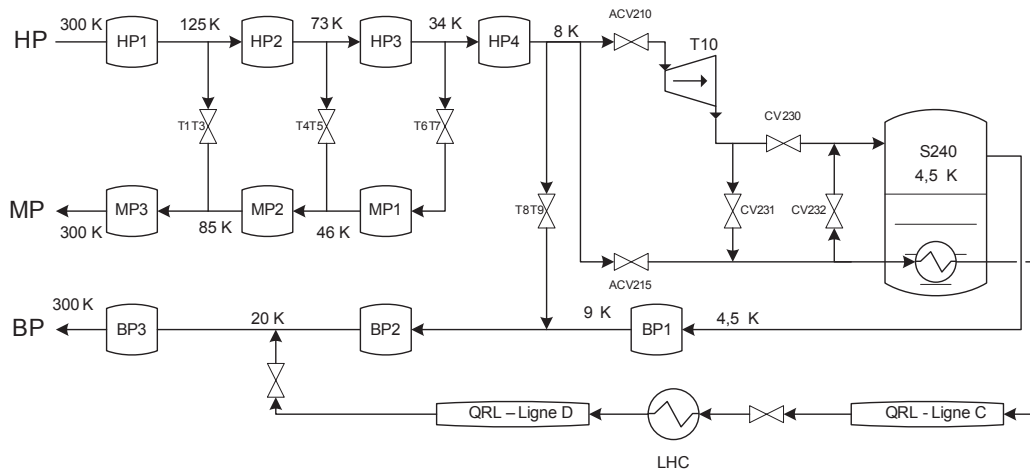 HP
300 K
HP1
125 K
HP2
73 K
HP3
34 K
HP4
8 K
ACV210
T10
T1T3
T4T5
T6T7
T8T9
CV230
CV231
CV232
S240
4,5 K
MP
300 K
MP3
85 K
MP2
46 K
MP1
ACV215
BP
300 K
BP3
20 K
BP2
9 K
BP1
4,5 K
QRL – Ligne D
LHC
QRL - Ligne C